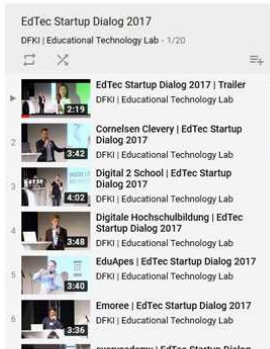 EdTec Startup Dialog 2017
DFKI | Educational Technology Lab - 1/20
EdTec Startup Dialog 2017 | Trailer
DFKI | Educational Technology Lab
2:19
2
Cornelsen Clevery | EdTec Startup
Dialog 2017
DFKI | Educational Technology Lab
3:42
3
Digital 2 School | EdTec Startup
Dialog 2017
DFKI | Educational Technology Lab
4:02
4
Digitale Hochschulbildung | EdTec
Startup Dialog 2017
DFKI | Educational Technology Lab
3:48
5
EduApes | EdTec Startup Dialog 2017
DFKI | Educational Technology Lab
3:40
6
Emoree | EdTec Startup Dialog 2017
DFKI | Educational Technology Lab
3:36
| EdTec Startup Dialog